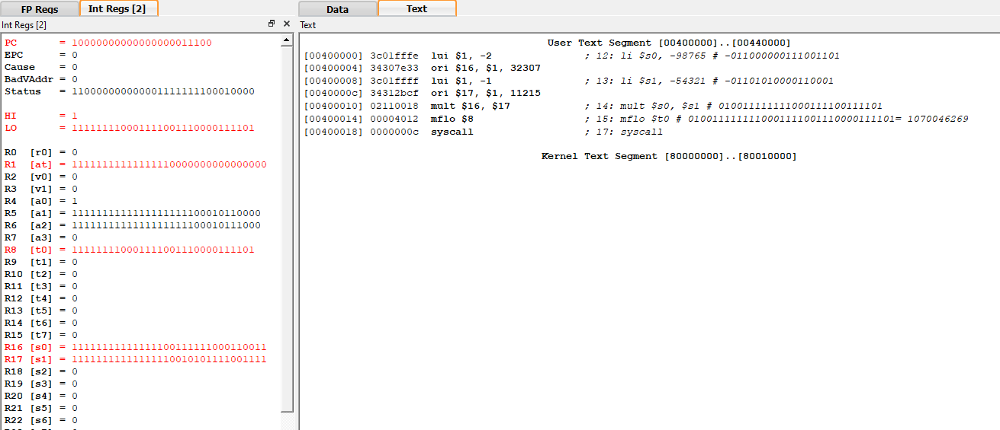 FP Regs
Int Regs [2]
Data
Text
Int Regs [2]
Text
PC = 10000000000000000011100
EPC = 0
Cause = 0
BadVAddr = 0
Status = 110000000000001111111100010000
HI = 1
LO = 111111110001111001110000111101
R0 [r0] = 0
R1 [at] = 11111111111111110000000000000000
R2 [v0] = 0
R3 [v1] = 0
R4 [a0] = 1
R5 [a1] = 1111111111111111111100010110000
R6 [a2] = 1111111111111111111100010111000
R7 [a3] = 0
R8 [t0] = 111111110001111001110000111101
R9 [t1] = 0
R10 [t2] = 0
R11 [t3] = 0
R12 [t4] = 0
R13 [t5] = 0
R14 [t6] = 0
R15 [t7] = 0
R16 [s0] = 11111111111111100111111000110011
R17 [s1] = 11111111111111110010101111001111
R18 [s2] = 0
R19 [s3] = 0
R20 [s4] = 0
R21 [s5] = 0
R22 [s6] = 0
User Text Segment [00400000]..[00440000]
[00400000] 3c01fffe lui $1, -2 ; 12: li $s0, -98765 # -011000000111001101
[00400004] 34307e33 ori $16, $1, 32307
[00400008] 3c01ffff lui $1, -1 ; 13: li $s1, -54321 # -01101010000110001
[0040000c] 34312bcf ori $17, $1, 11215
[00400010] 02110018 mult $16, $17 ; 14: mult $s0, $s1 # 010011111111000111100111101
[00400014] 00004012 mflo $8 ; 15: mflo $t0 # 0100111111110001111001110000111101= 1070046269
[00400018] 0000000c syscall ; 17: syscall
Kernel Text Segment [80000000]..[80010000]